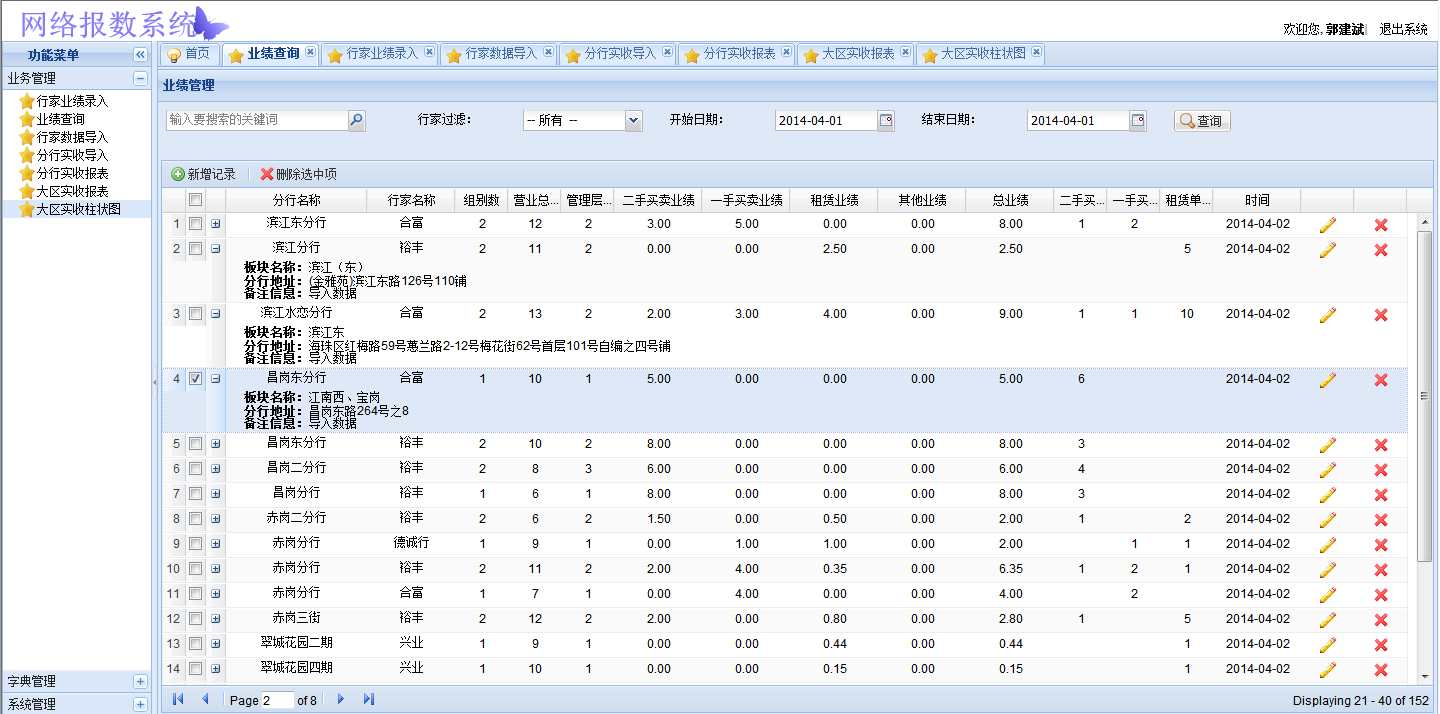 网络报数系统
欢迎您, 郭建斌 退出系统
功能菜单
业务管理
行家业绩录入
业绩查询
行家数据导入
分行实收导入
分行实收报表
大区实收报表
大区实收柱状图
字典管理
系统管理
首页 业绩查询 行家业绩录入 行家数据导入 分行实收导入 分行实收报表 大区实收报表 大区实收柱状图
业绩管理
输入要搜索的关键词 行家过滤: -- 所有 -- 开始日期: 2014-04-01 结束日期: 2014-04-01 查询
新增记录 删除选中项
分行名称 行家名称 组别数 营业总... 管理层... 二手买卖业绩 一手买卖业绩 租赁业绩 其他业绩 总业绩 二手买... 一手买... 租赁单... 时间
1 滨江东分行 合富 2 12 2 3.00 5.00 0.00 0.00 8.00 1 2 2014-04-02
2 滨江分行 裕丰 2 11 2 0.00 0.00 2.50 0.00 2.50 5 2014-04-02
板块名称: 滨江（东）
分行地址: (金雅苑)滨江东路126号110铺
备注信息: 导入数据
3 滨江水恋分行 合富 2 13 2 2.00 3.00 4.00 0.00 9.00 1 1 10 2014-04-02
板块名称: 滨江东
分行地址: 海珠区红梅路59号蕙兰路2-12号梅花街62号首层101号自编之四号铺
备注信息: 导入数据
4 昌岗东分行 合富 1 10 1 5.00 0.00 0.00 0.00 5.00 6 2014-04-02
板块名称: 江南西、宝岗
分行地址: 昌岗东路264号之8
备注信息: 导入数据
5 昌岗东分行 裕丰 2 10 2 8.00 0.00 0.00 0.00 8.00 3 2014-04-02
6 昌岗二分行 裕丰 2 8 3 6.00 0.00 0.00 0.00 6.00 4 2014-04-02
7 昌岗分行 裕丰 1 6 1 8.00 0.00 0.00 0.00 8.00 3 2014-04-02
8 赤岗二分行 裕丰 2 6 2 1.50 0.00 0.50 0.00 2.00 1 2 2014-04-02
9 赤岗分行 德诚行 1 9 1 0.00 1.00 1.00 0.00 2.00 1 1 2014-04-02
10 赤岗分行 裕丰 2 11 2 2.00 4.00 0.35 0.00 6.35 1 2 1 2014-04-02
11 赤岗分行 合富 1 7 1 0.00 4.00 0.00 0.00 4.00 2 2014-04-02
12 赤岗三街 裕丰 2 12 2 2.00 0.00 0.80 0.00 2.80 1 5 2014-04-02
13 翠城花园二期 兴业 1 9 1 0.00 0.00 0.44 0.00 0.44 1 2014-04-02
14 翠城花园四期 兴业 1 10 1 0.00 0.00 0.15 0.00 0.15 1 2014-04-02
Page 2 of 8 Displaying 21 - 40 of 152